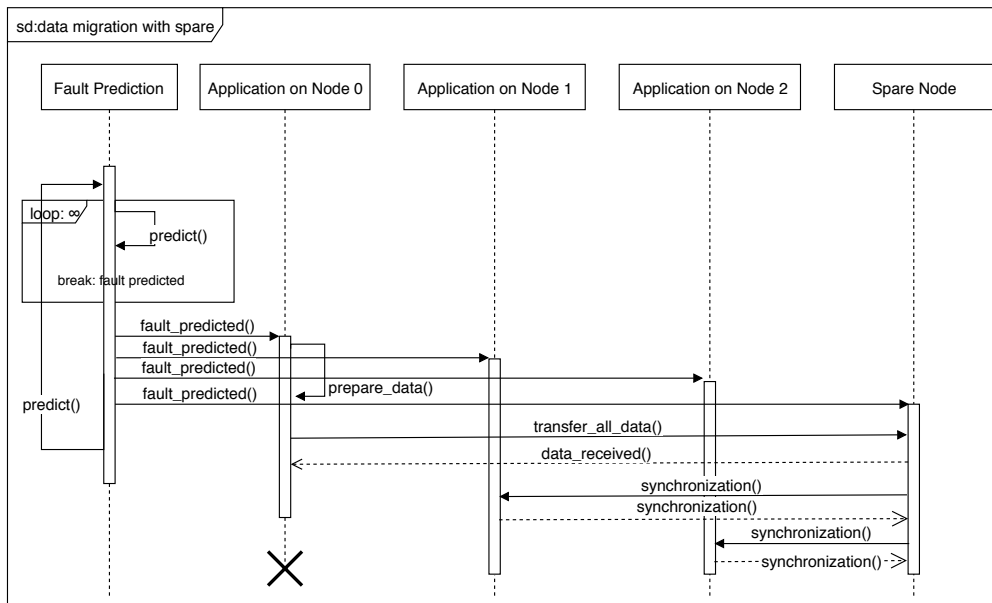 sd:data migration with spare
Fault Prediction
Application on Node 0
Application on Node 1
Application on Node 2
Spare Node
loop: ∞
predict()
break: fault predicted
fault_predicted()
fault_predicted()
fault_predicted()
prepare_data()
fault_predicted()
predict()
transfer_all_data()
data_received()
synchronization()
synchronization()
synchronization()
synchronization()